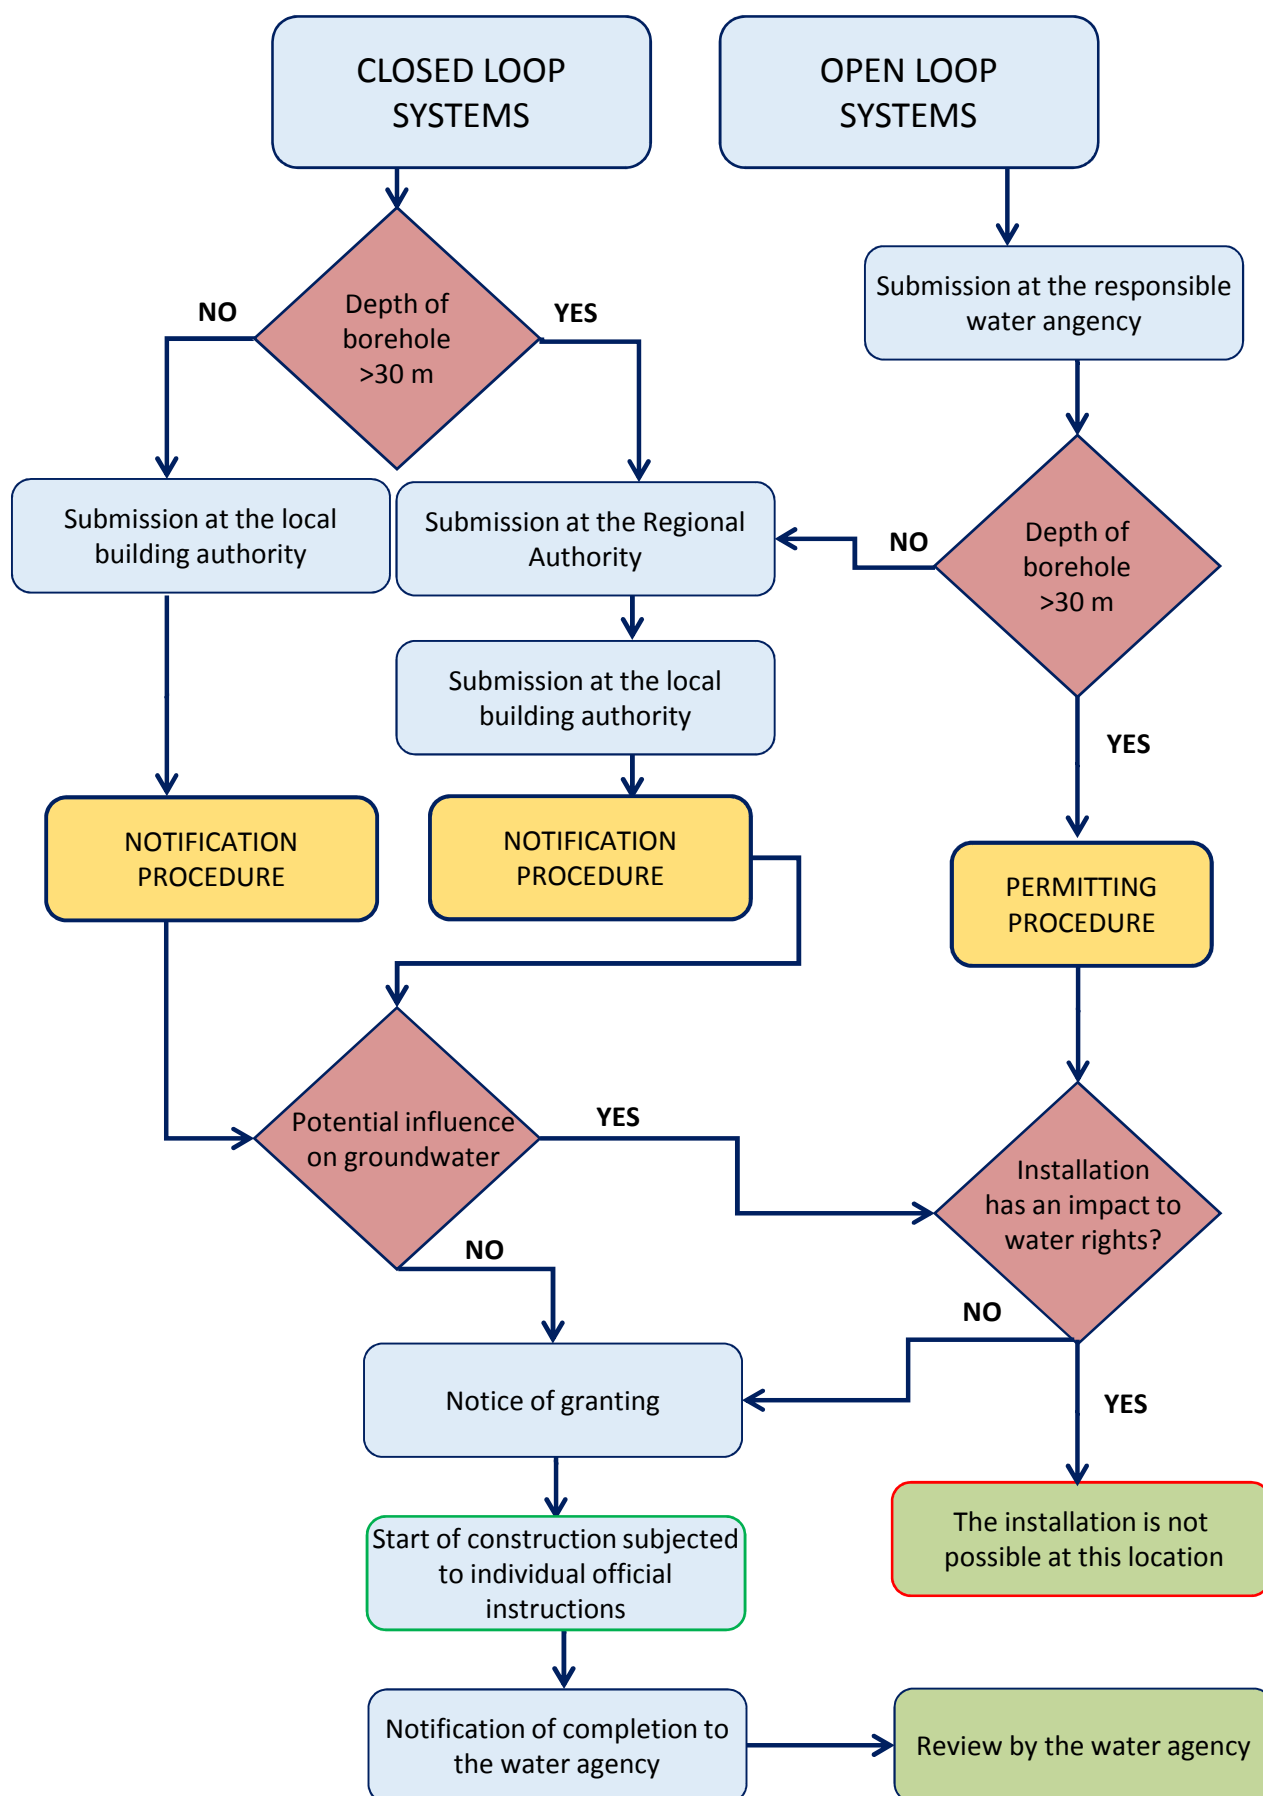 CLOSED LOOP
SYSTEMS
OPEN LOOP
SYSTEMS
Submission at the responsible
water angency
NO
Depth of
borehole
>30 m
YES
Submission at the local
building authority
Submission at the Regional
Authority
NO
Depth of
borehole
>30 m
Submission at the local
building authority
YES
NOTIFICATION
PROCEDURE
NOTIFICATION
PROCEDURE
PERMITTING
PROCEDURE
Potential influence
on groundwater
YES
Installation
has an impact to
water rights?
NO
NO
Notice of granting
YES
Start of construction subjected
to individual official
instructions
The installation is not
possible at this location
Notification of completion to
the water agency
Review by the water agency